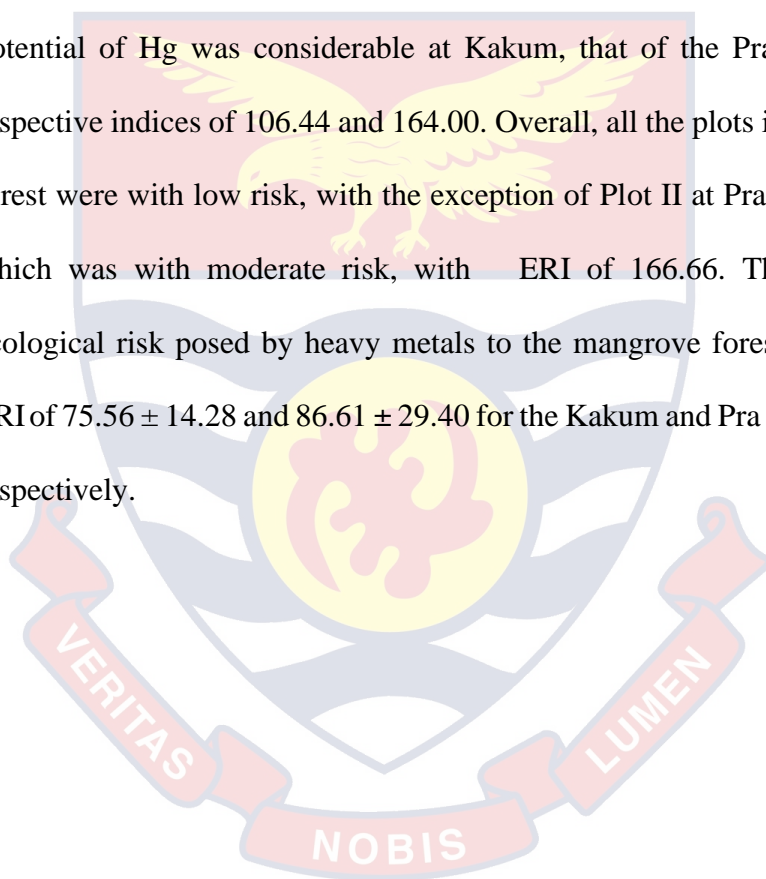 otential of Hg was considerable at Kakum, that of the Pra
spective indices of 106.44 and 164.00. Overall, all the plots i
rest were with low risk, with the exception of Plot II at Pra
hich was with moderate risk, with ERI of 166.66. Th
cological risk posed by heavy metals to the mangrove fores
RI of 75.56 ± 14.28 and 86.61 ± 29.40 for the Kakum and Pra
spectively.
VERITAS
NOBIS
LUMEN